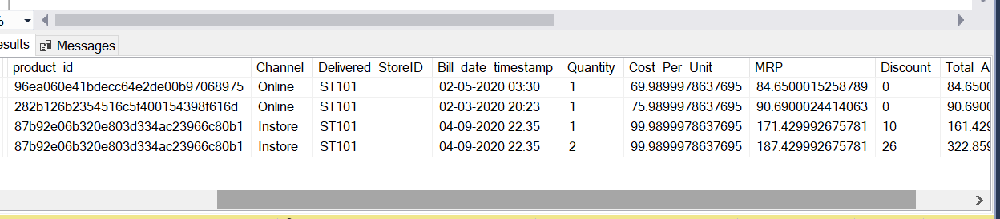 %
esults Messages
product_id Channel Delivered_StoreID Bill_date_timestamp Quantity Cost_Per_Unit MRP Discount Total_A
96ea060e41bdecc64e2de00b97068975 Online ST101 02-05-2020 03:30 1 69.9899978637695 84.6500015258789 0 84.6500
282b126b2354516c5f400154398f616d Online ST101 02-03-2020 20:23 1 75.9899978637695 90.6900024414063 0 90.6900
87b92e06b320e803d334ac23966c80b1 Instore ST101 04-09-2020 22:35 1 99.9899978637695 171.429992675781 10 161.429
87b92e06b320e803d334ac23966c80b1 Instore ST101 04-09-2020 22:35 2 99.9899978637695 187.429992675781 26 322.859